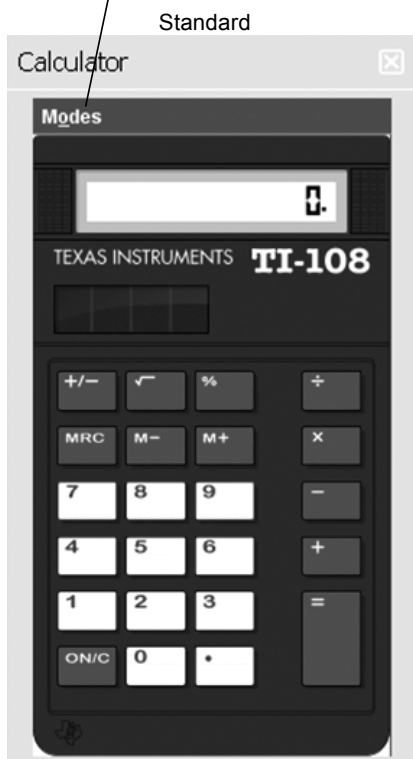 Standard
Calculator
Modes
0.
TEXAS INSTRUMENTS TI-108
+/− √ % ÷
MRC M− M+ ×
7 8 9 −
4 5 6 +
1 2 3 =
ON/C 0 •